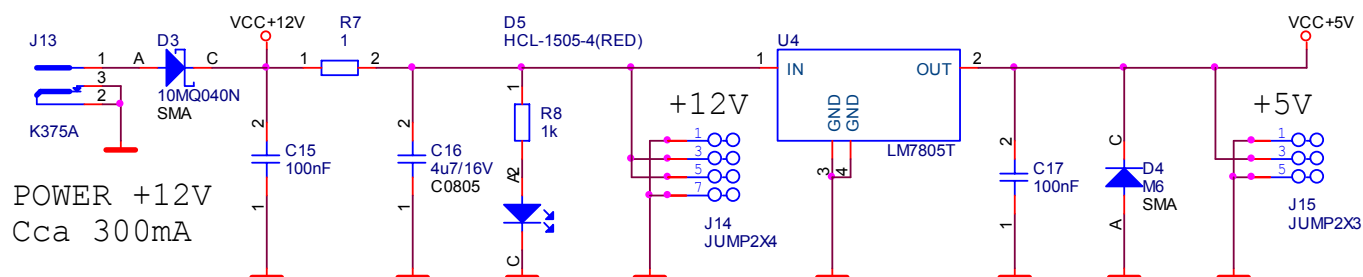 J13
1
3
2
K375A
A
D3
C
10MQ040N
SMA
VCC+12V
R7
1
1
2
2
C15
100nF
1
2
C16
4u7/16V
C0805
1
D5
HCL-1505-4(RED)
1
R8
1k
2
A
C
+12V
1
3
5
7
J14
JUMP2X4
1
U4
IN
OUT
2
GND
GND
3
4
LM7805T
2
C17
100nF
1
C
D4
M6
SMA
A
VCC+5V
+5V
1
3
5
J15
JUMP2X3
POWER +12V
Cca 300mA